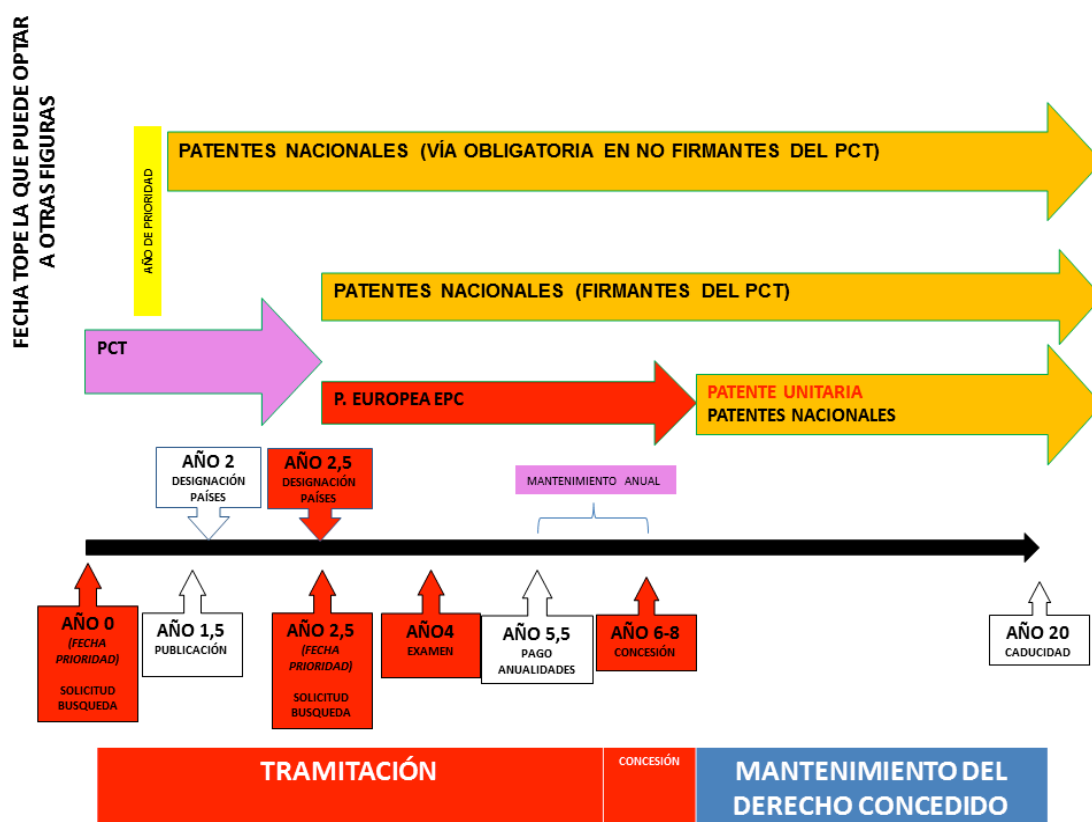 FECHA TOPE LA QUE PUEDE OPTAR
A OTRAS FIGURAS
AÑO DE PRIORIDAD
PATENTES NACIONALES (VÍA OBLIGATORIA EN NO FIRMANTES DEL PCT)
PATENTES NACIONALES (FIRMANTES DEL PCT)
PCT
P. EUROPEA EPC
PATENTE UNITARIA
PATENTES NACIONALES
AÑO 2
DESIGNACIÓN
PAÍSES
AÑO 2,5
DESIGNACIÓN
PAÍSES
MANTENIMIENTO ANUAL
AÑO 0
(FECHA
PRIORIDAD)
SOLICITUD
BUSQUEDA
AÑO 1,5
PUBLICACIÓN
AÑO 2,5
(FECHA
PRIORIDAD)
SOLICITUD
BUSQUEDA
AÑO4
EXAMEN
AÑO 5,5
PAGO
ANUALIDADES
AÑO 6-8
CONCESIÓN
AÑO 20
CADUCIDAD
TRAMITACIÓN
CONCESIÓN
MANTENIMIENTO DEL
DERECHO CONCEDIDO